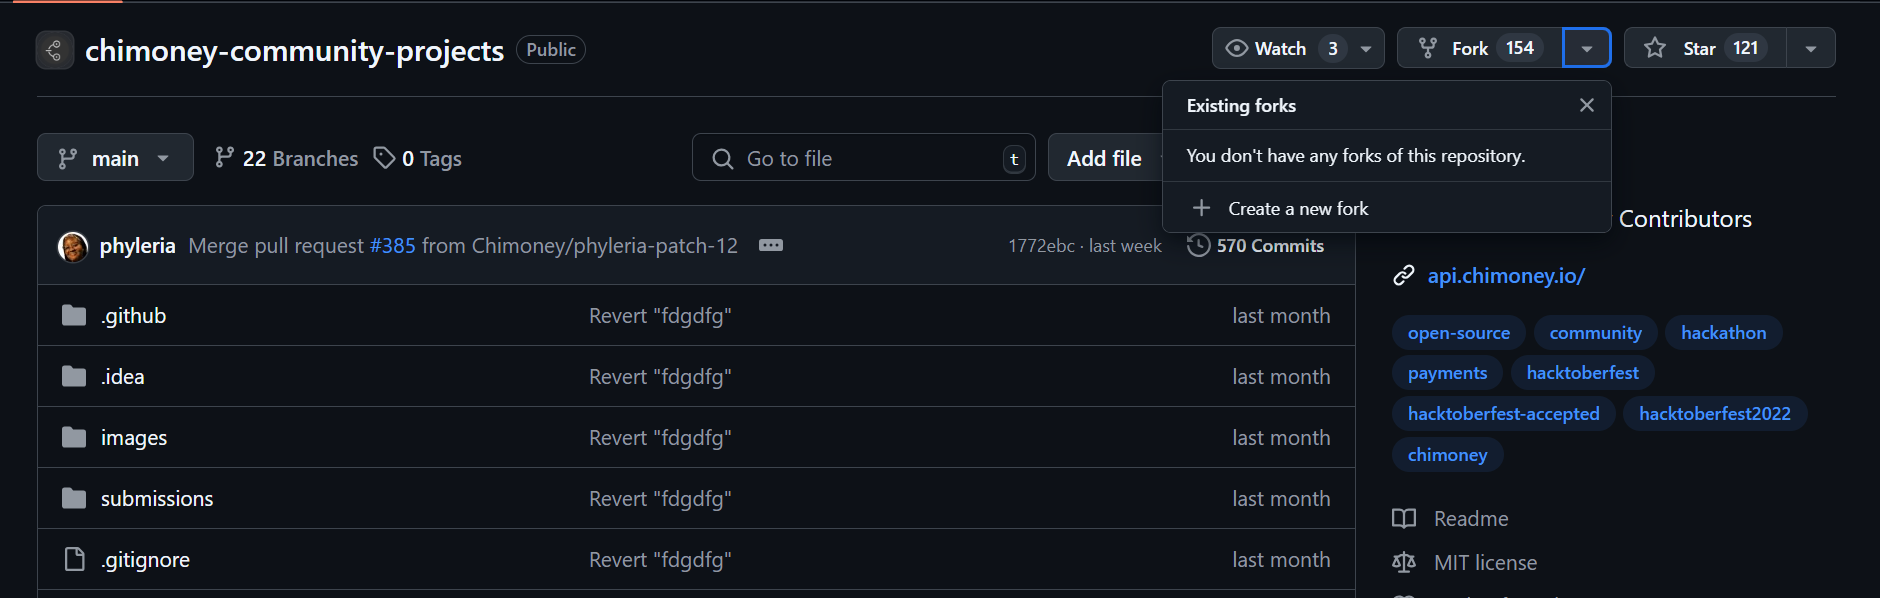 chimoney-community-projects Public Watch 3 Fork 154 Star 121
Existing forks
You don't have any forks of this repository.
Create a new fork
main 22 Branches 0 Tags Go to file t Add file
phyleria Merge pull request #385 from Chimoney/phyleria-patch-12 1772ebc · last week 570 Commits
.github Revert "fdgdfg" last month
.idea Revert "fdgdfg" last month
images Revert "fdgdfg" last month
submissions Revert "fdgdfg" last month
.gitignore Revert "fdgdfg" last month
Contributors
api.chimoney.io/
open-source community hackathon
payments hacktoberfest
hacktoberfest-accepted hacktoberfest2022
chimoney
Readme
MIT license